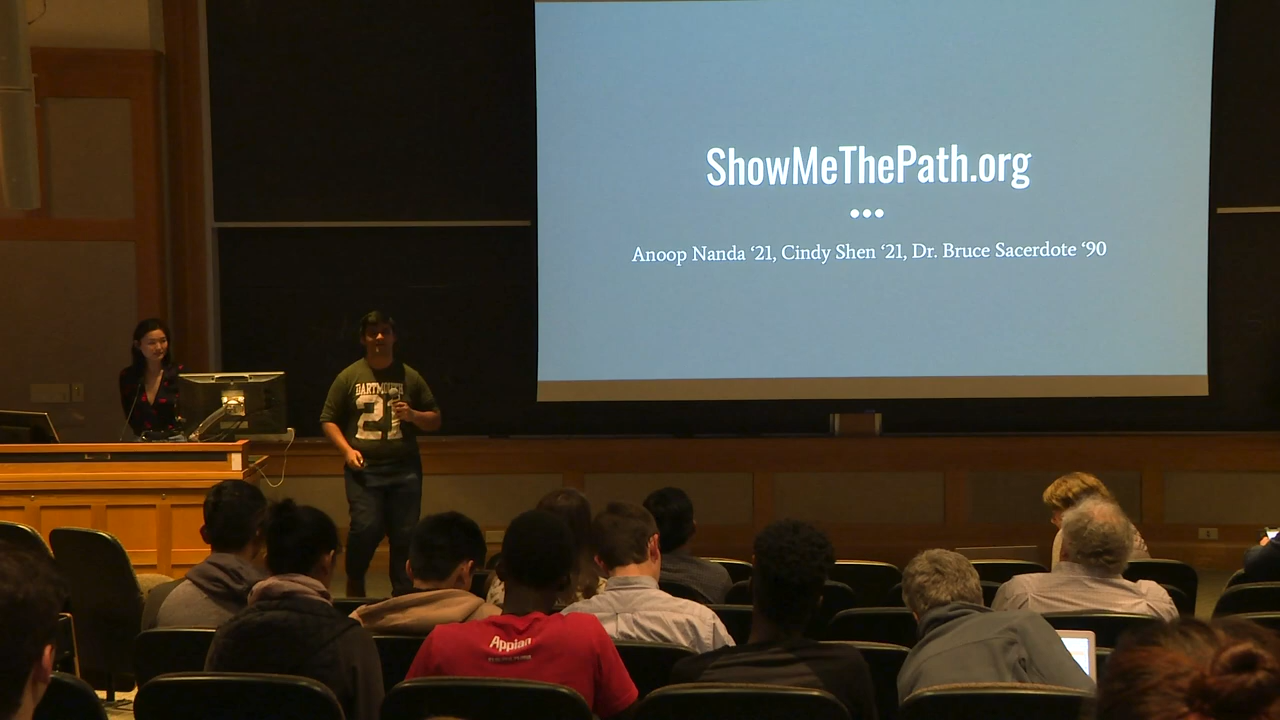 ShowMeThePath.org
Anoop Nanda ‘21, Cindy Shen ‘21, Dr. Bruce Sacerdote ‘90
DARTMOUTH
21
Appian